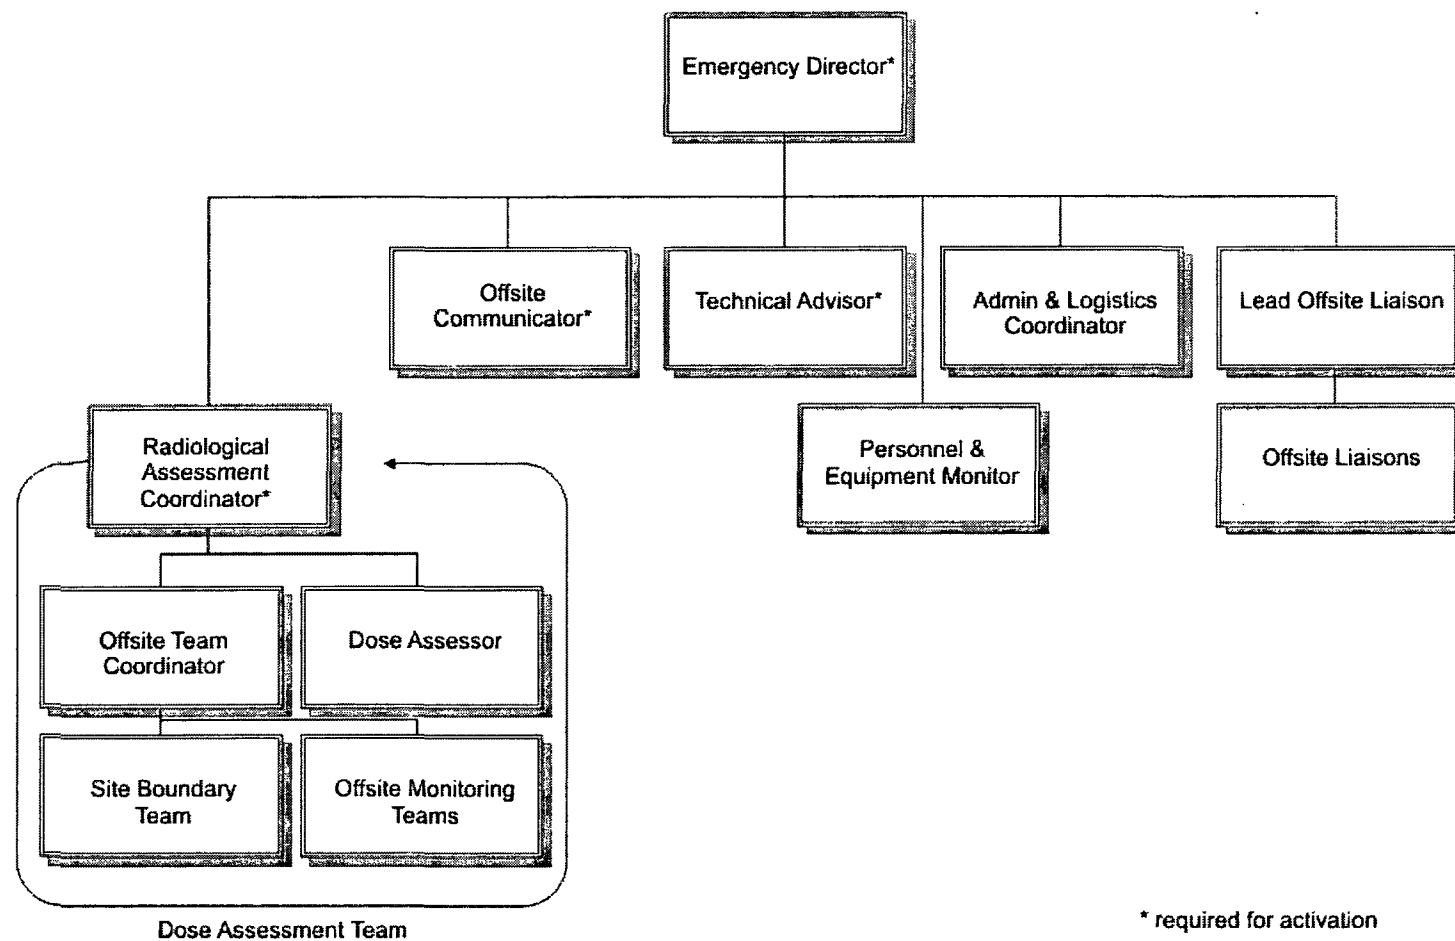 Emergency Director*
Offsite
Communicator*
Technical Advisor*
Admin & Logistics
Coordinator
Lead Offsite Liaison
Radiological
Assessment
Coordinator*
Personnel &
Equipment Monitor
Offsite Liaisons
Offsite Team
Coordinator
Dose Assessor
Site Boundary
Team
Offsite Monitoring
Teams
Dose Assessment Team
* required for activation